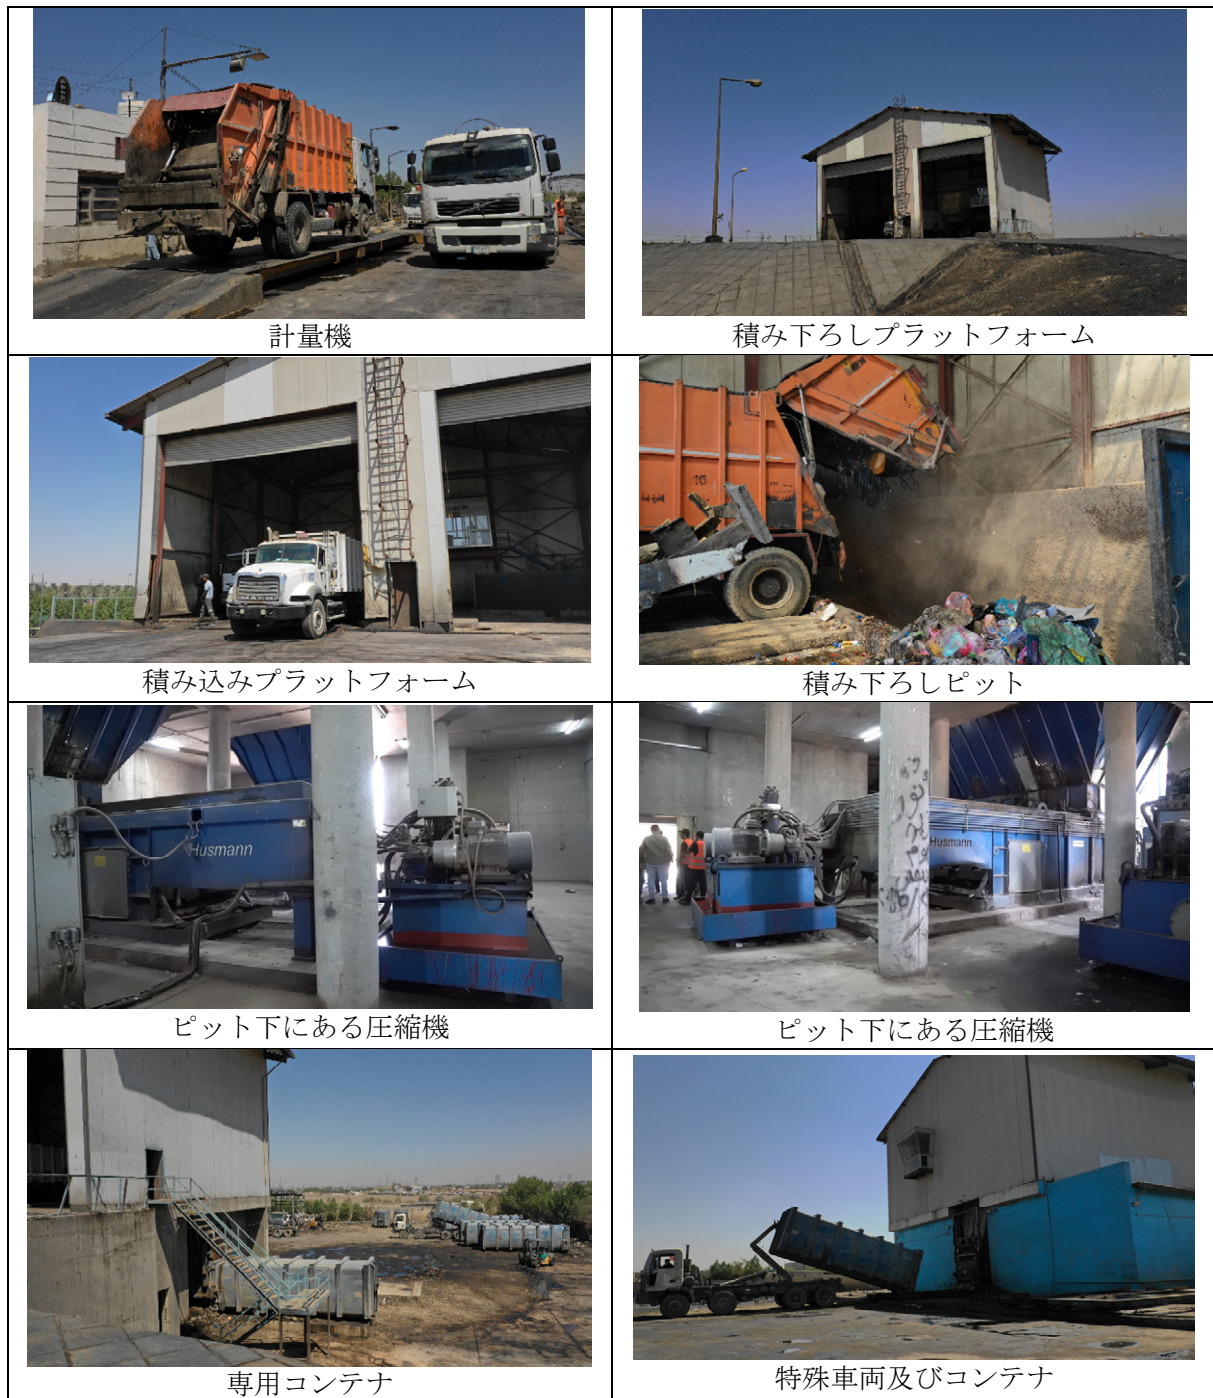 計量機
積み下ろしプラットフォーム
16
積み込みプラットフォーム
積み下ろしピット
Husmann
Husmann
ピット下にある圧縮機
ピット下にある圧縮機
専用コンテナ
特殊車両及びコンテナ